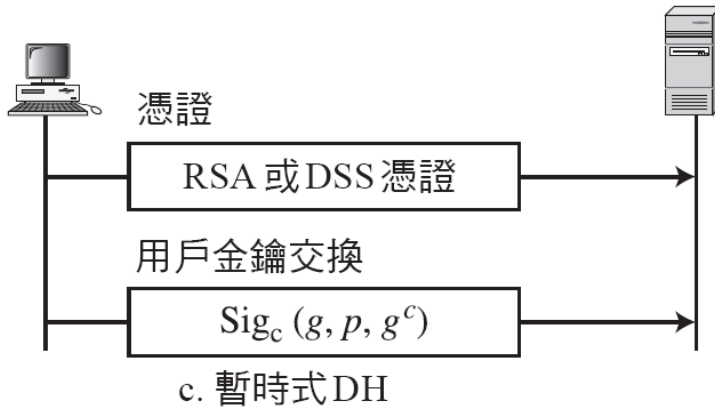 憑證
RSA 或 DSS 憑證
用戶金鑰交換
Sigc (g, p, g^c)
c. 暫時式 DH